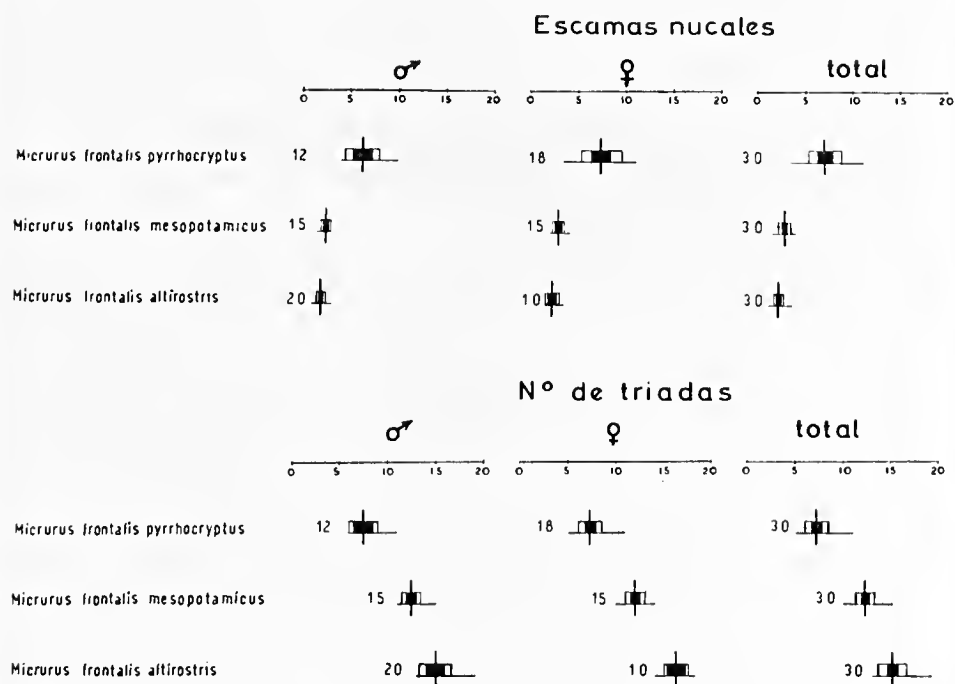 Escamas nucales
♂ ♀ total
0 5 10 15 20 0 5 10 15 20 0 5 10 15 20
Micrurus frontalis pyrrhocryptus 12 18 30
Micrurus frontalis mesopotamicus 15 15 30
Micrurus frontalis altirostris 20 10 30
Nº de triadas
♂ ♀ total
0 5 10 15 20 0 5 10 15 20 0 5 10 15 20
Micrurus frontalis pyrrhocryptus 12 18 30
Micrurus frontalis mesopotamicus 15 15 30
Micrurus frontalis altirostris 20 10 30